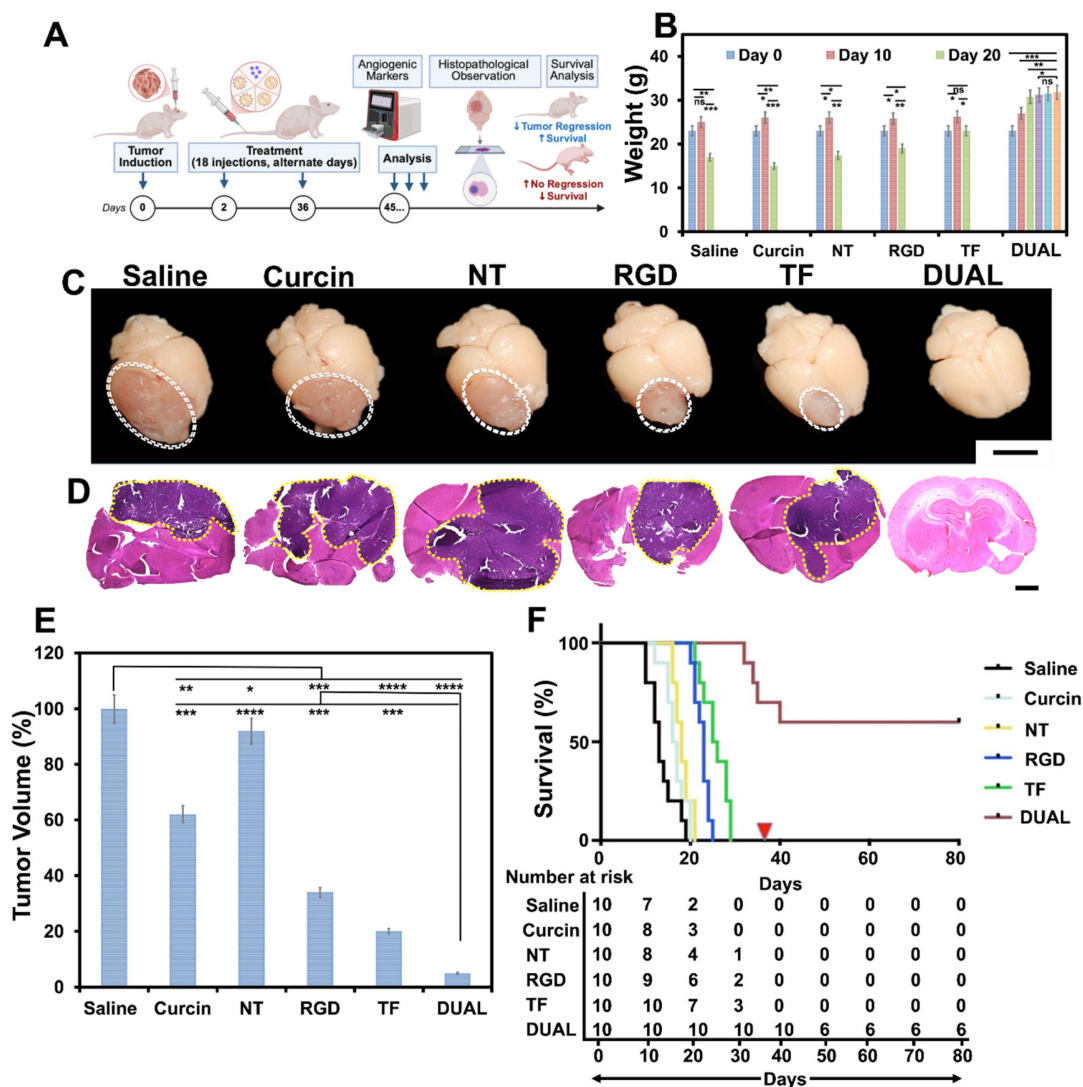 A
Angiogenic
Markers
Histopathological
Observation
Survival
Analysis
↓Tumor Regression
↑Survival
Tumor
Induction
Treatment
(18 injections, alternate days)
Analysis
↑No Regression
↓Survival
Days 0 2 36 45...
B
Weight (g)
40
30
20
10
0
Day 0 Day 10 Day 20
** ns ***
** * ***
* * **
* * **
ns * *
***
**
*
ns
Saline Curcin NT RGD TF DUAL
C
Saline Curcin NT RGD TF DUAL
D
E
Tumor Volume (%)
120
100
80
60
40
20
0
** * *** **** ****
*** **** *** ***
Saline Curcin NT RGD TF DUAL
F
Survival (%)
100
50
0
0 20 40 60 80
Days
Saline
Curcin
NT
RGD
TF
DUAL
Number at risk
Saline 10 7 2 0 0 0 0 0 0
Curcin 10 8 3 0 0 0 0 0 0
NT 10 8 4 1 0 0 0 0 0
RGD 10 9 6 2 0 0 0 0 0
TF 10 10 7 3 0 0 0 0 0
DUAL 10 10 10 10 10 6 6 6 6
0 10 20 30 40 50 60 70 80
Days